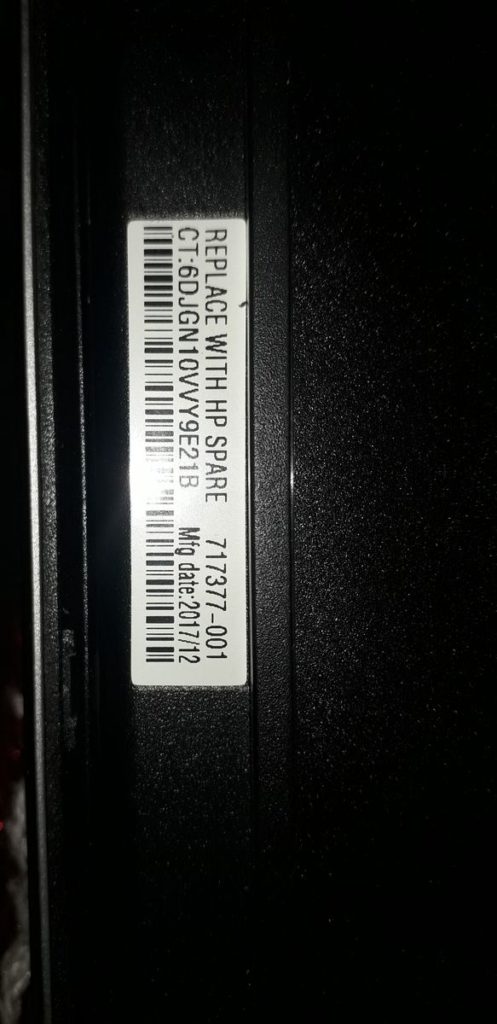 REPLACE WITH HP SPARE 717377-001
CT:6DJGN10VVY9E21B Mfg date:2017/12